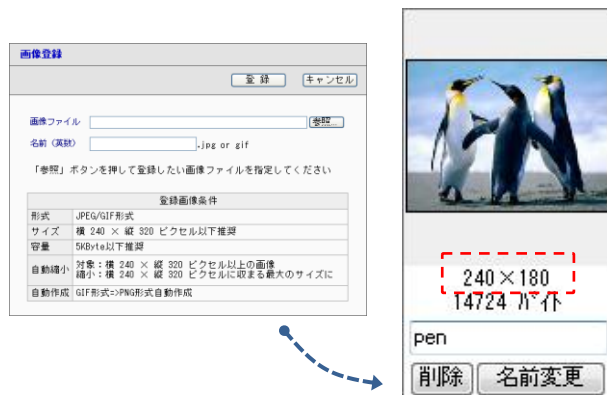 画像登録
登 録
キャンセル
画像ファイル
参照...
名前（英数）
.jpg or gif
「参照」ボタンを押して登録したい画像ファイルを指定してください
登録画像条件
形式 JPEG/GIF形式
サイズ 横 240 × 縦 320 ピクセル以下推奨
容量 5KByte以下推奨
自動縮小 対象：横 240 × 縦 320 ピクセル以上の画像
縮小：横 240 × 縦 320 ピクセルに収まる最大のサイズに
自動作成 GIF形式=>PNG形式自動作成
240×180
14724 ﾊﾞｲﾄ
pen
削除
名前変更